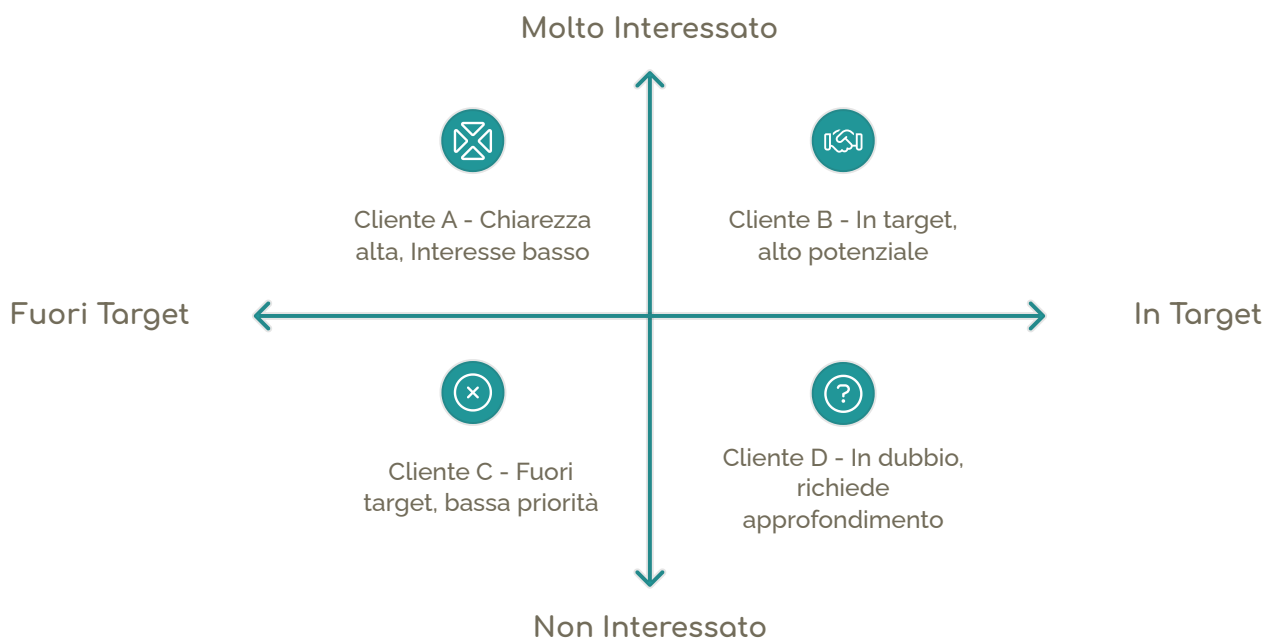 Molto Interessato
Cliente A - Chiarezza
alta, Interesse basso
Cliente B - In target,
alto potenziale
Fuori Target
In Target
Cliente C - Fuori
target, bassa priorità
Cliente D - In dubbio,
richiede
approfondimento
Non Interessato